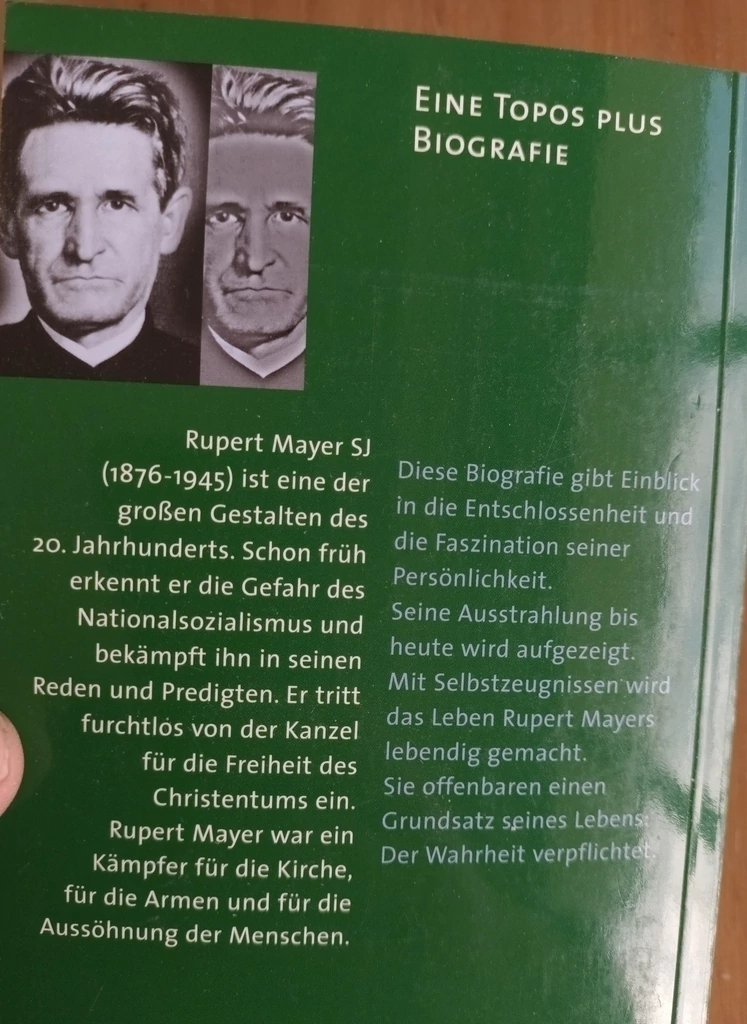 EINE TOPOS PLUS
BIOGRAFIE
Rupert Mayer SJ
(1876-1945) ist eine der
großen Gestalten des
20. Jahrhunderts. Schon früh
erkennt er die Gefahr des
Nationalsozialismus und
bekämpft ihn in seinen
Reden und Predigten. Er tritt
furchtlos von der Kanzel
für die Freiheit des
Christentums ein.
Rupert Mayer war ein
Kämpfer für die Kirche,
für die Armen und für die
Aussöhnung der Menschen.
Diese Biografie gibt Einblick
in die Entschlossenheit und
die Faszination seiner
Persönlichkeit.
Seine Ausstrahlung bis
heute wird aufgezeigt.
Mit Selbstzeugnissen wird
das Leben Rupert Mayers
lebendig gemacht.
Sie offenbaren einen
Grundsatz seines Lebens:
Der Wahrheit verpflichtet.